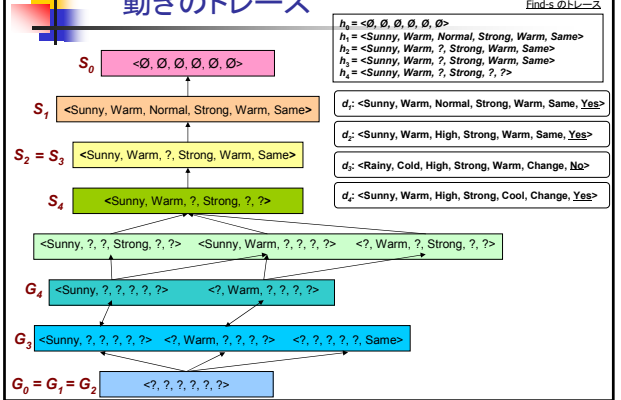 動きのトレース
Find-s のトレース
h0 = <Ø, Ø, Ø, Ø, Ø, Ø>
h1 = <Sunny, Warm, Normal, Strong, Warm, Same>
h2 = <Sunny, Warm, ?, Strong, Warm, Same>
h3 = <Sunny, Warm, ?, Strong, Warm, Same>
h4 = <Sunny, Warm, ?, Strong, ?, ?>
d1: <Sunny, Warm, Normal, Strong, Warm, Same, Yes>
d2: <Sunny, Warm, High, Strong, Warm, Same, Yes>
d3: <Rainy, Cold, High, Strong, Warm, Change, No>
d4: <Sunny, Warm, High, Strong, Cool, Change, Yes>
S0 <Ø, Ø, Ø, Ø, Ø, Ø>
S1 <Sunny, Warm, Normal, Strong, Warm, Same>
S2 = S3 <Sunny, Warm, ?, Strong, Warm, Same>
S4 <Sunny, Warm, ?, Strong, ?, ?>
<Sunny, ?, ?, Strong, ?, ?> <Sunny, Warm, ?, ?, ?, ?> <?, Warm, ?, Strong, ?, ?>
G4 <Sunny, ?, ?, ?, ?, ?> <?, Warm, ?, ?, ?, ?>
G3 <Sunny, ?, ?, ?, ?, ?> <?, Warm, ?, ?, ?, ?> <?, ?, ?, ?, ?, Same>
G0 = G1 = G2 <?, ?, ?, ?, ?, ?>